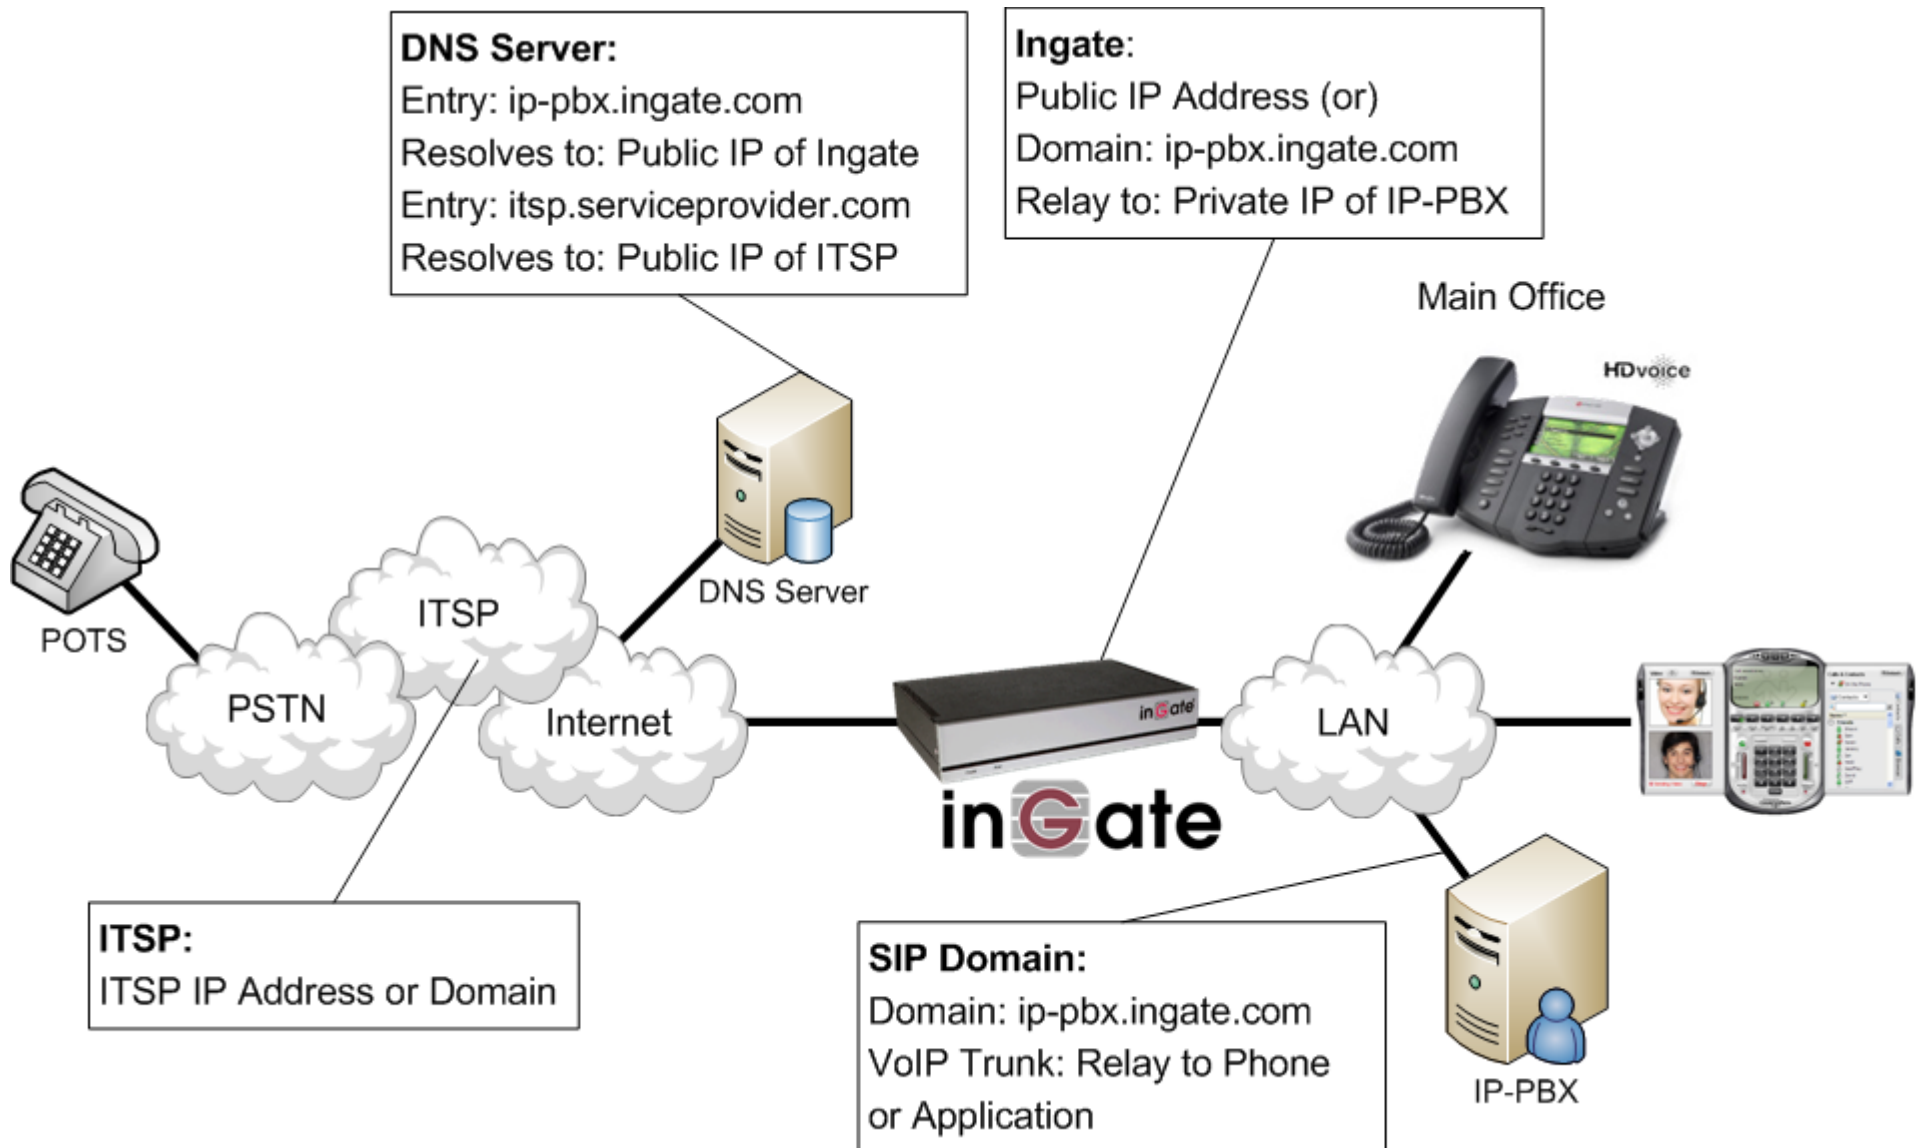 DNS Server:
Entry: ip-pbx.ingate.com
Resolves to: Public IP of Ingate
Entry: itsp.serviceprovider.com
Resolves to: Public IP of ITSP
Ingate:
Public IP Address (or)
Domain: ip-pbx.ingate.com
Relay to: Private IP of IP-PBX
Main Office
HDvoice
DNS Server
POTS
ITSP
PSTN
Internet
inGate
inGate
LAN
ITSP:
ITSP IP Address or Domain
SIP Domain:
Domain: ip-pbx.ingate.com
VoIP Trunk: Relay to Phone
or Application
IP-PBX